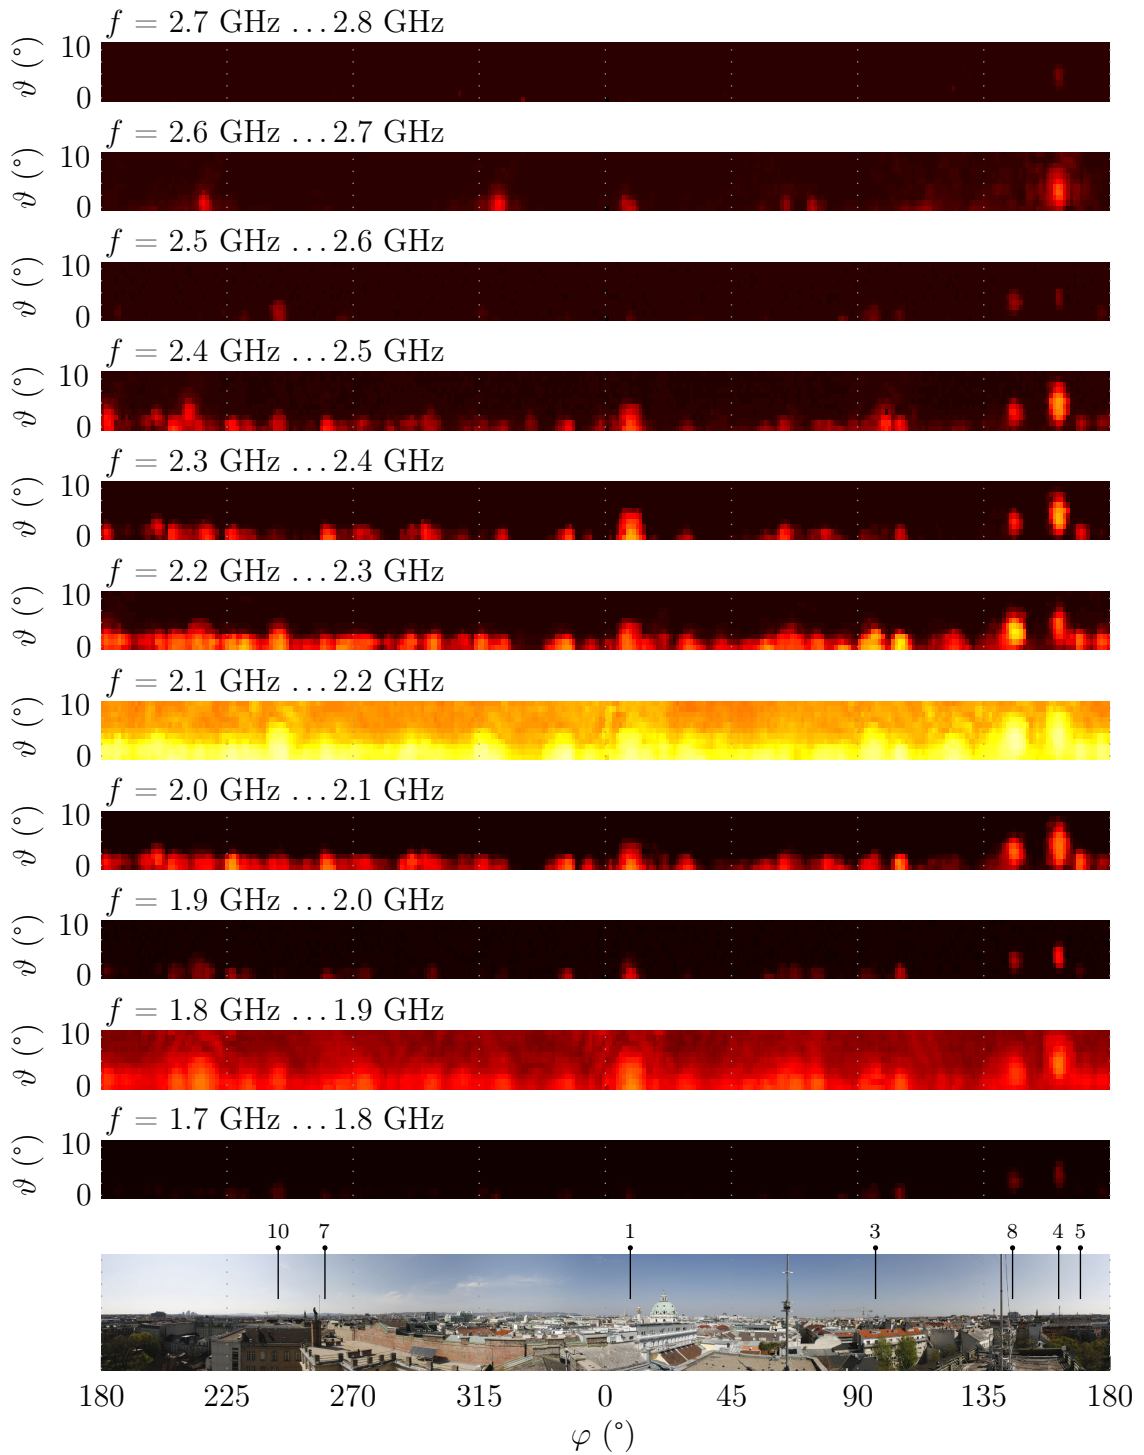 f = 2.7 GHz ... 2.8 GHz
10
ϑ (°)
0
f = 2.6 GHz ... 2.7 GHz
10
ϑ (°)
0
f = 2.5 GHz ... 2.6 GHz
10
ϑ (°)
0
f = 2.4 GHz ... 2.5 GHz
10
ϑ (°)
0
f = 2.3 GHz ... 2.4 GHz
10
ϑ (°)
0
f = 2.2 GHz ... 2.3 GHz
10
ϑ (°)
0
f = 2.1 GHz ... 2.2 GHz
10
ϑ (°)
0
f = 2.0 GHz ... 2.1 GHz
10
ϑ (°)
0
f = 1.9 GHz ... 2.0 GHz
10
ϑ (°)
0
f = 1.8 GHz ... 1.9 GHz
10
ϑ (°)
0
f = 1.7 GHz ... 1.8 GHz
10
ϑ (°)
0
10 7 1 3 8 4 5
180 225 270 315 0 45 90 135 180
φ (°)